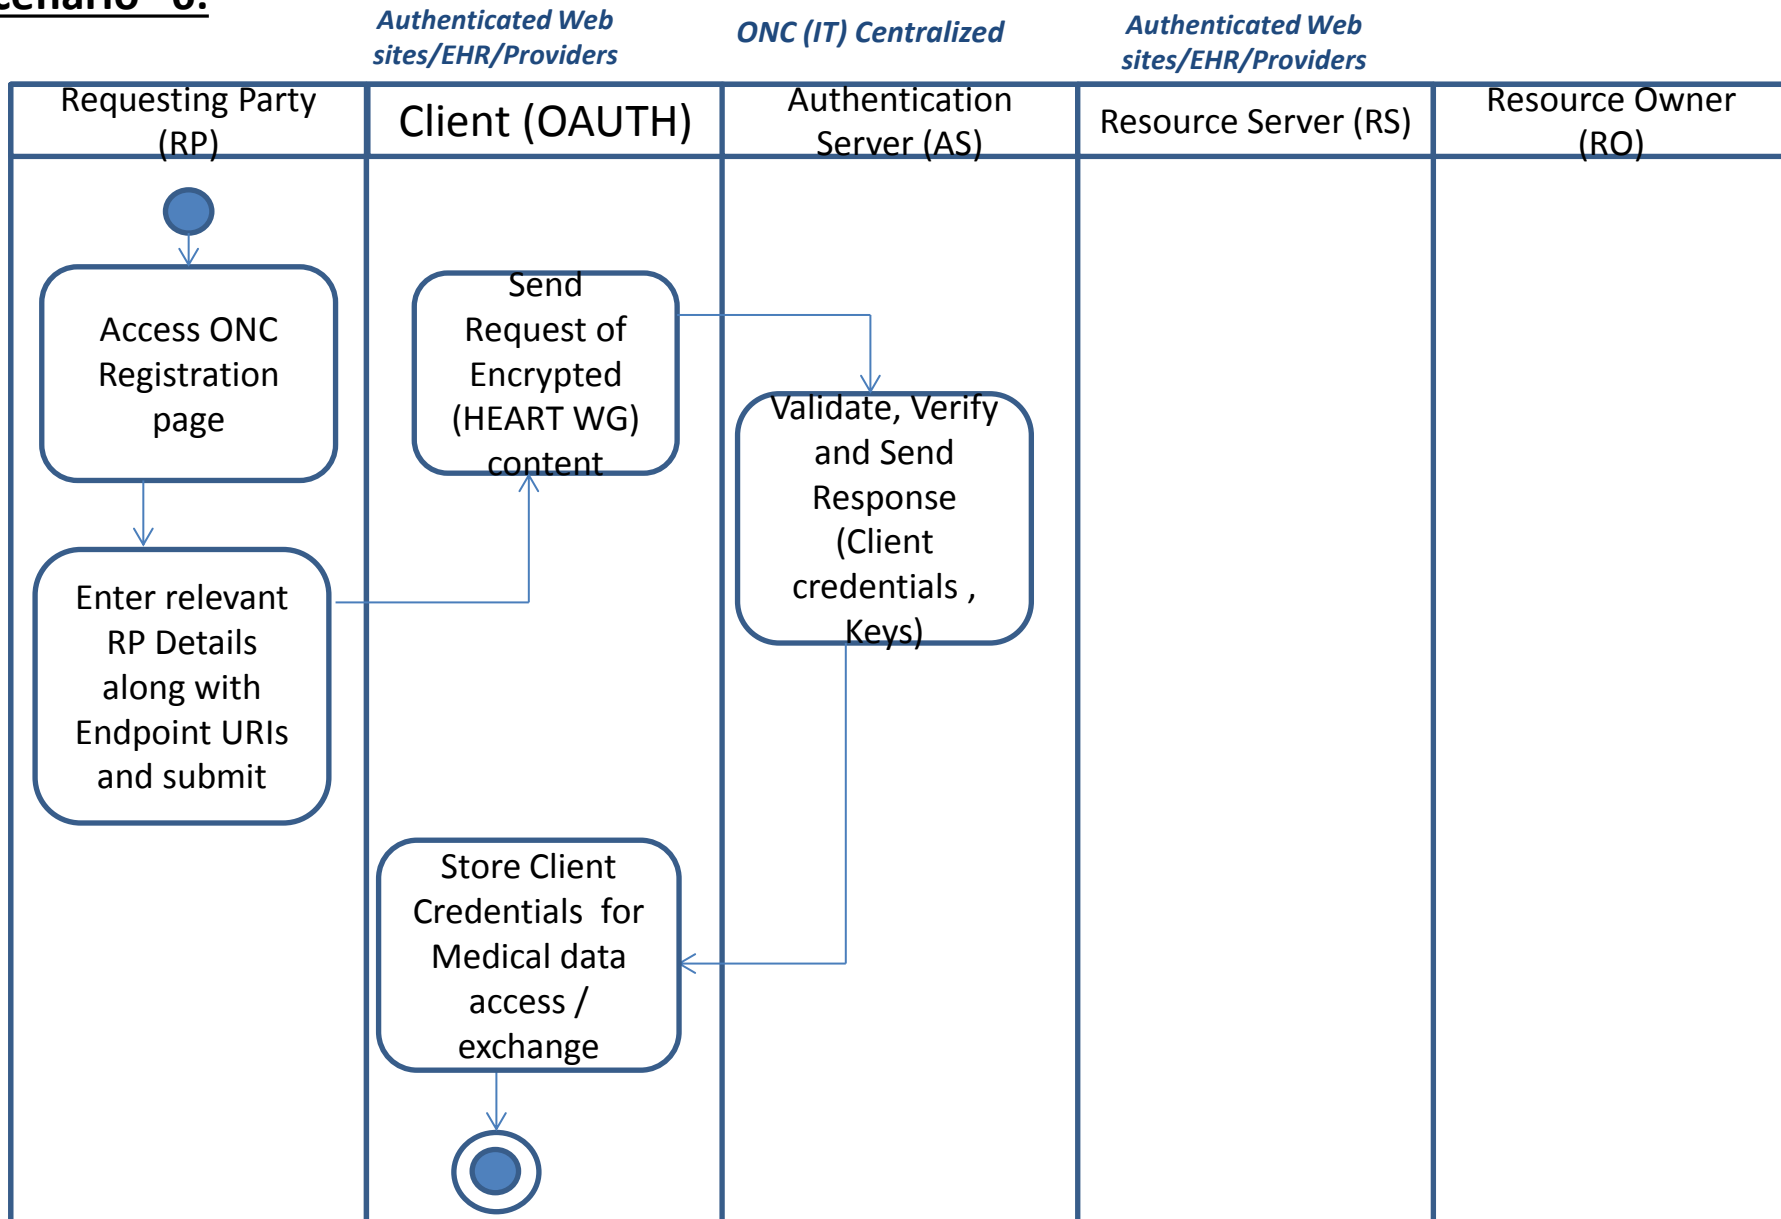 cenario 0:
Authenticated Web
sites/EHR/Providers
ONC (IT) Centralized
Authenticated Web
sites/EHR/Providers
Requesting Party
(RP)
Client (OAUTH)
Authentication
Server (AS)
Resource Server (RS)
Resource Owner
(RO)
Access ONC
Registration
page
Send
Request of
Encrypted
(HEART WG)
content
Validate, Verify
and Send
Response
(Client
credentials ,
Keys)
Enter relevant
RP Details
along with
Endpoint URIs
and submit
Store Client
Credentials  for
Medical data
access /
exchange